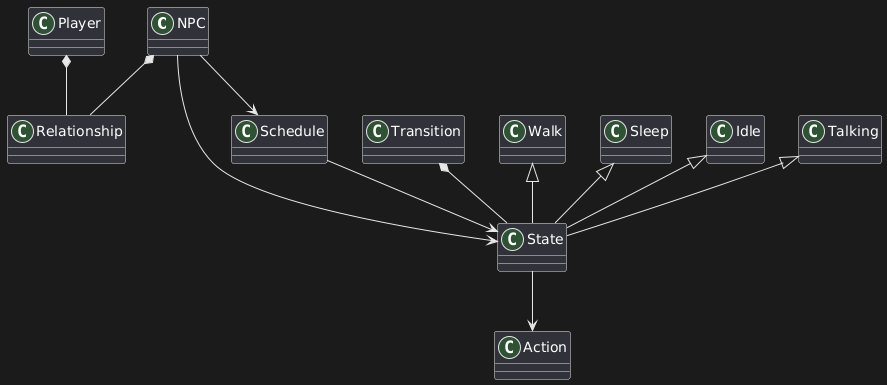 C Player
C NPC
C Relationship
C Schedule
C Transition
C Walk
C Sleep
C Idle
C Talking
C State
C Action